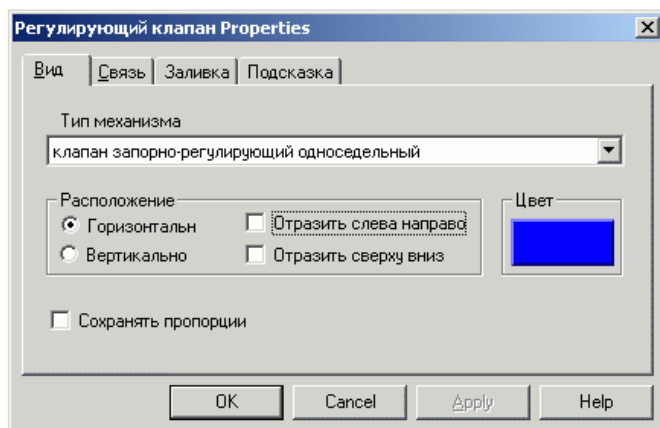 Регулирующий клапан Properties
Вид Связь Заливка Подсказка
Тип механизма
клапан запорно-регулирующий односедельный
Расположение Цвет
Горизонтальн Отразить слева направо
Вертикально Отразить сверху вниз
Сохранять пропорции
OK Cancel Apply Help